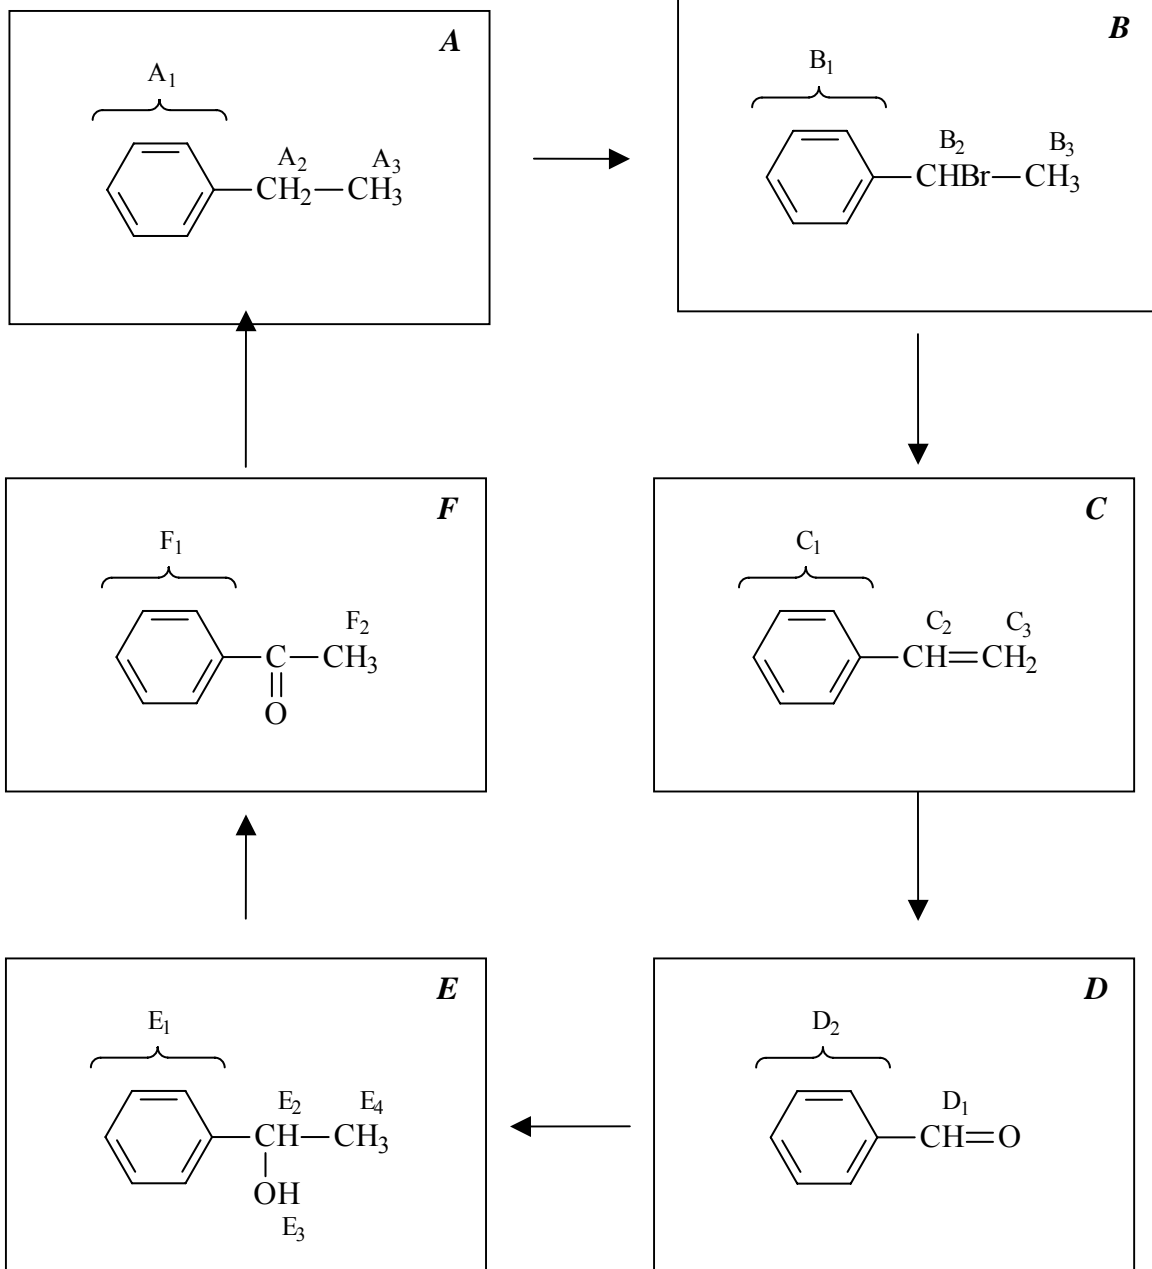 A
A1
A2
A3
CH2—CH3
B
B1
B2
B3
CHBr—CH3
F
F1
F2
C—CH3
O
C
C1
C2
C3
CH=CH2
E
E1
E2
E4
CH—CH3
OH
E3
D
D2
D1
CH=O